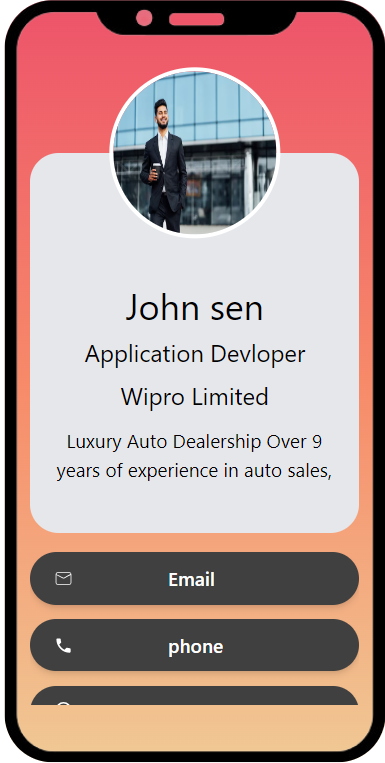 John sen
Application Devloper
Wipro Limited
Luxury Auto Dealership Over 9
years of experience in auto sales,
Email
phone